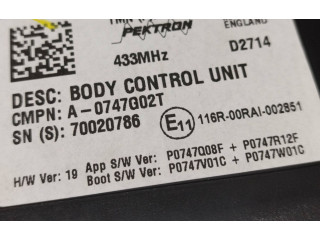 PEKTRON
ENGLAND
433MHz
D2714
DESC: BODY CONTROL UNIT
CMPN: A-0747G02T
SN (S): 70020786
E11 116R-00RAI-002851
H/W Ver: 19 App S/W Ver: P0747Q08F + P0747R12F
Boot S/W Ver: P0747V01C + P0747W01C